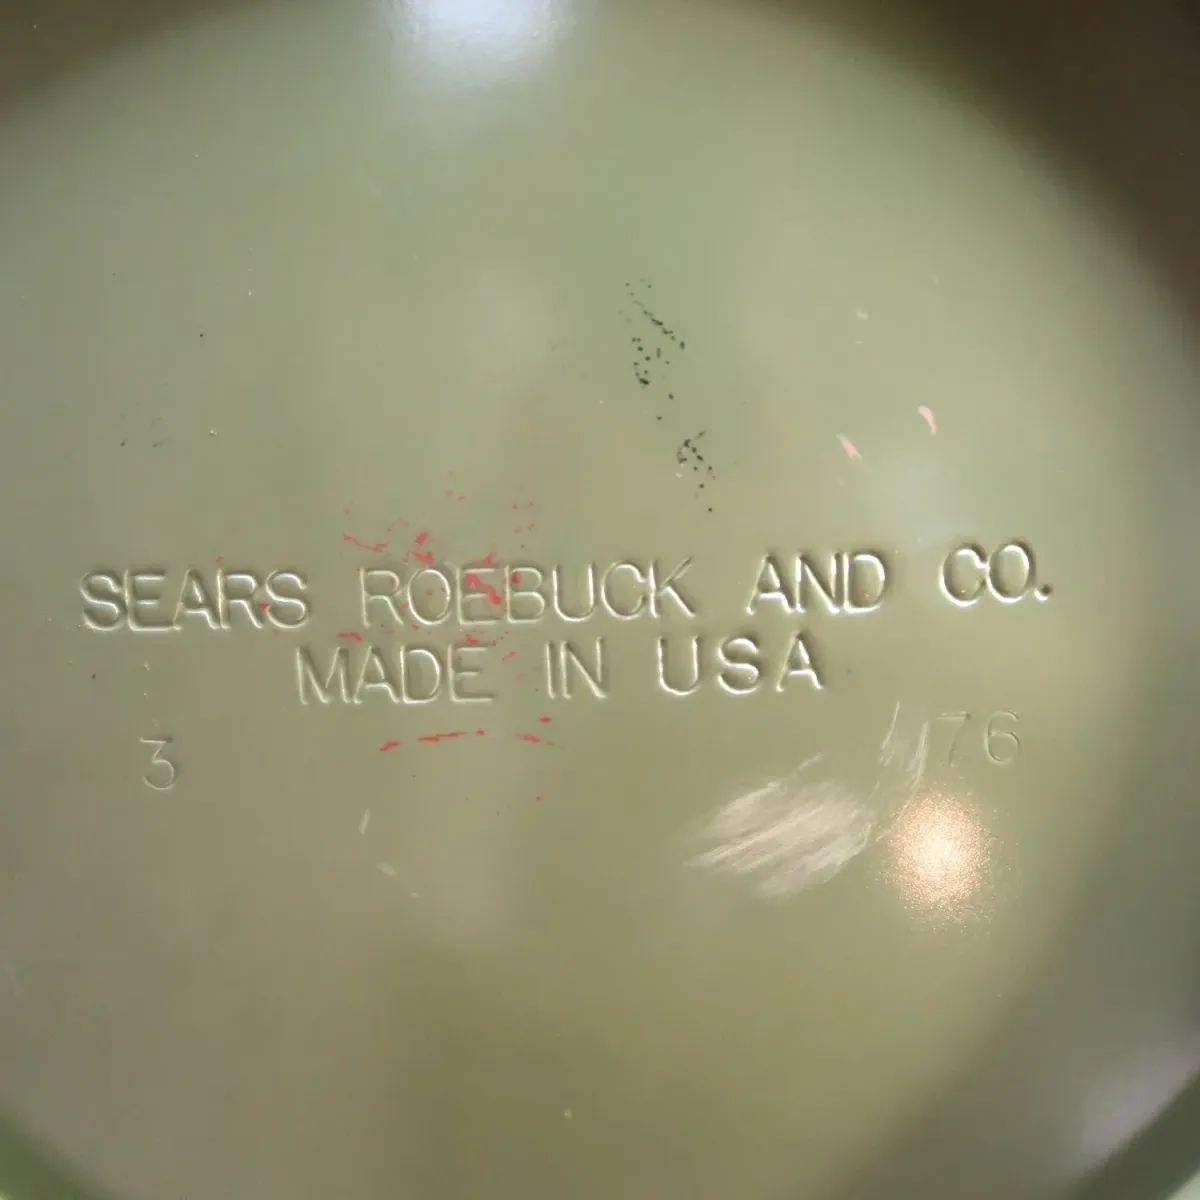 SEARS ROEBUCK AND CO.
MADE IN USA
3 76